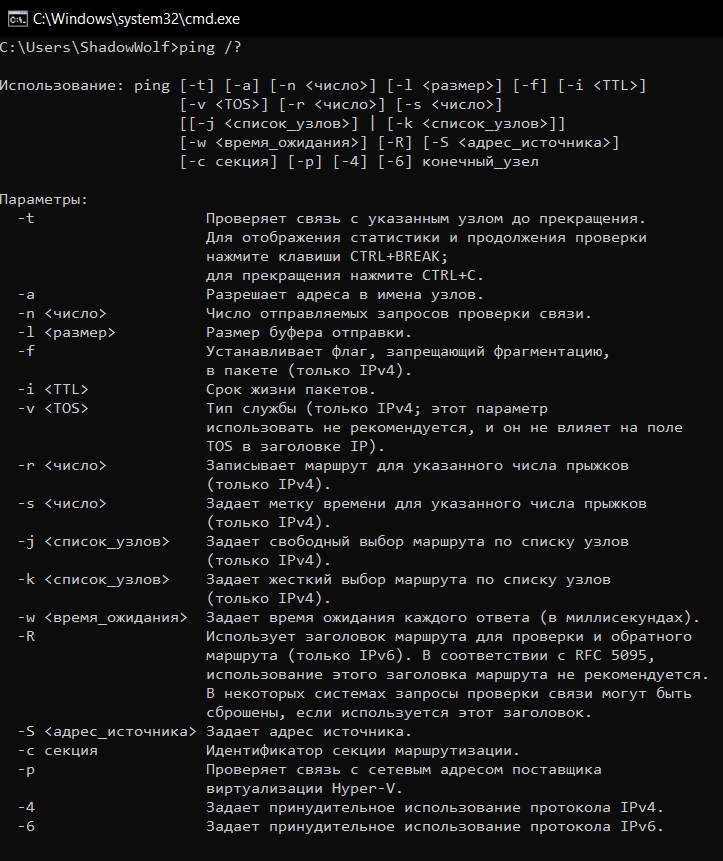 C:\Windows\system32\cmd.exe
C:\Users\ShadowWolf>ping /?
Использование: ping [-t] [-a] [-n <число>] [-l <размер>] [-f] [-i <TTL>]
[-v <TOS>] [-r <число>] [-s <число>]
[[-j <список_узлов>] | [-k <список_узлов>]]
[-w <время_ожидания>] [-R] [-S <адрес_источника>]
[-c секция] [-p] [-4] [-6] конечный_узел
Параметры:
-t Проверяет связь с указанным узлом до прекращения.
Для отображения статистики и продолжения проверки
нажмите клавиши CTRL+BREAK;
для прекращения нажмите CTRL+C.
-a Разрешает адреса в имена узлов.
-n <число> Число отправляемых запросов проверки связи.
-l <размер> Размер буфера отправки.
-f Устанавливает флаг, запрещающий фрагментацию,
в пакете (только IPv4).
-i <TTL> Срок жизни пакетов.
-v <TOS> Тип службы (только IPv4; этот параметр
использовать не рекомендуется, и он не влияет на поле
TOS в заголовке IP).
-r <число> Записывает маршрут для указанного числа прыжков
(только IPv4).
-s <число> Задает метку времени для указанного числа прыжков
(только IPv4).
-j <список_узлов> Задает свободный выбор маршрута по списку узлов
(только IPv4).
-k <список_узлов> Задает жесткий выбор маршрута по списку узлов
(только IPv4).
-w <время_ожидания> Задает время ожидания каждого ответа (в миллисекундах).
-R Использует заголовок маршрута для проверки и обратного
маршрута (только IPv6). В соответствии с RFC 5095,
использование этого заголовка маршрута не рекомендуется.
В некоторых системах запросы проверки связи могут быть
сброшены, если используется этот заголовок.
-S <адрес_источника> Задает адрес источника.
-c секция Идентификатор секции маршрутизации.
-p Проверяет связь с сетевым адресом поставщика
виртуализации Hyper-V.
-4 Задает принудительное использование протокола IPv4.
-6 Задает принудительное использование протокола IPv6.